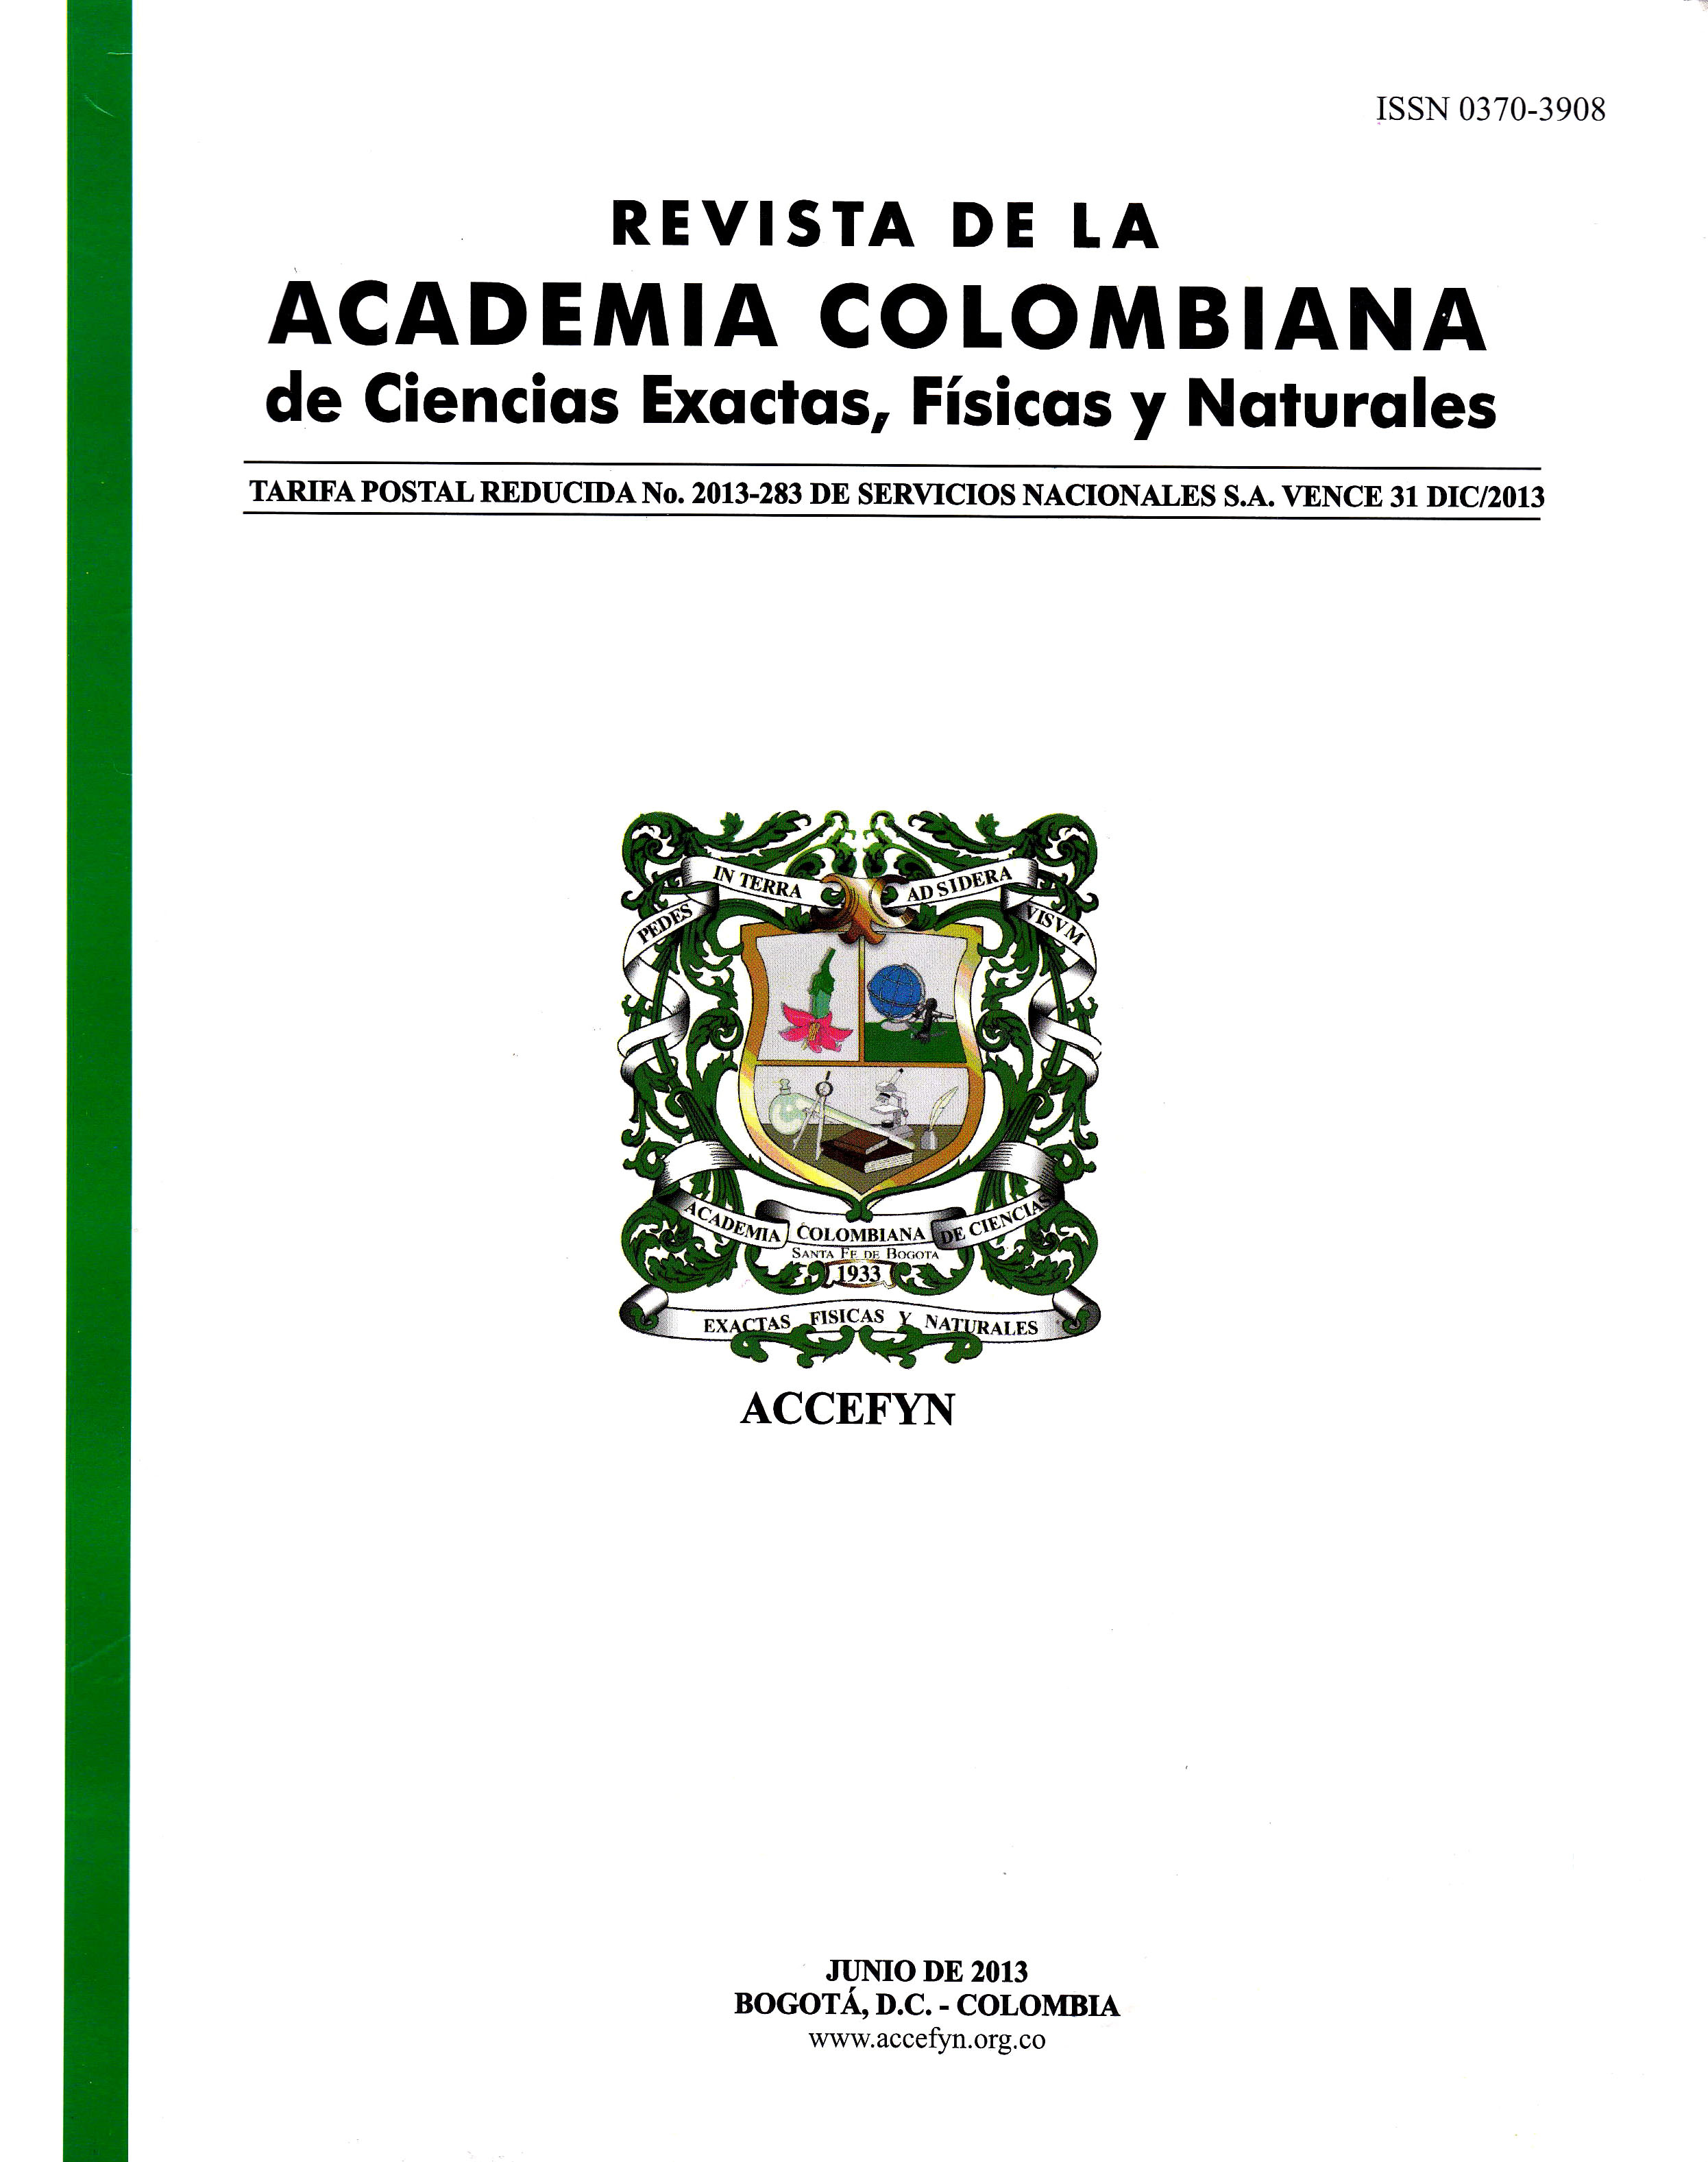 ISSN 0370-3908
REVISTA DE LA
ACADEMIA COLOMBIANA
de Ciencias Exactas, Físicas y Naturales
TARIFA POSTAL REDUCIDA No. 2013-283 DE SERVICIOS NACIONALES S.A. VENCE 31 DIC/2013
PEDES IN TERRA AD SIDERA VISVM
ACADEMIA COLOMBIANA DE CIENCIAS
SANTA FE DE BOGOTA
1933
EXACTAS FISICAS Y NATURALES
ACCEFYN
JUNIO DE 2013
BOGOTÁ, D.C. - COLOMBIA
www.accefyn.org.co